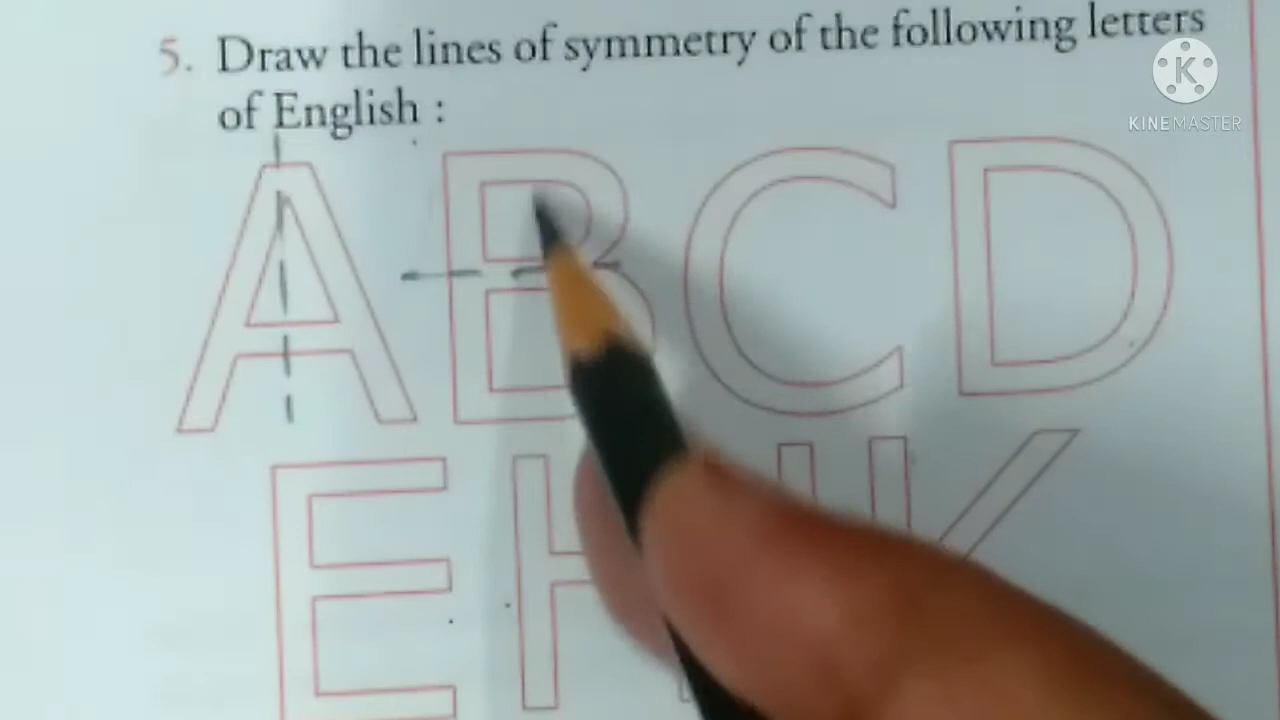 5. Draw the lines of symmetry of the following letters
of English :
K
KINEMASTER
A B C D
E H I K